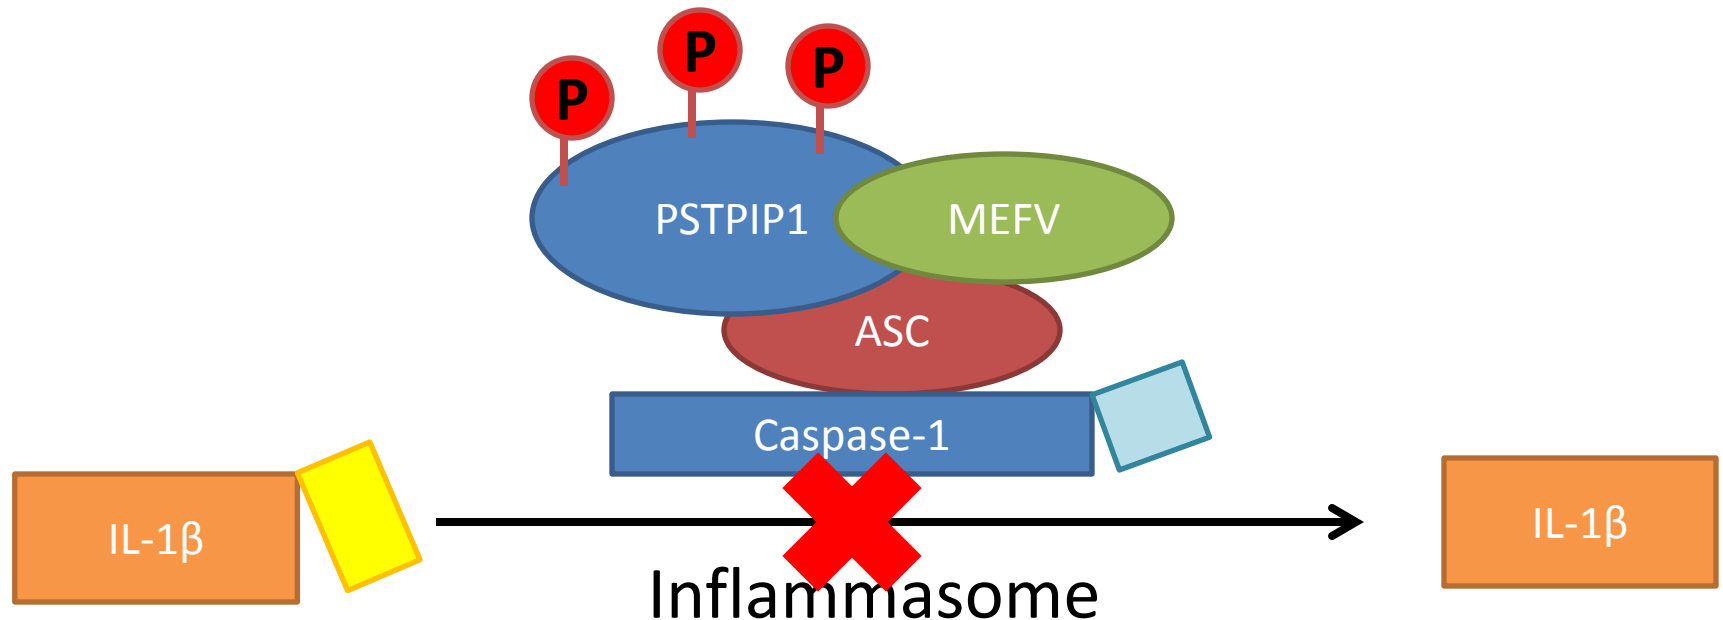 P
P
P
PSTPIP1
MEFV
ASC
Caspase-1
IL-1β
IL-1β
Inflammasome